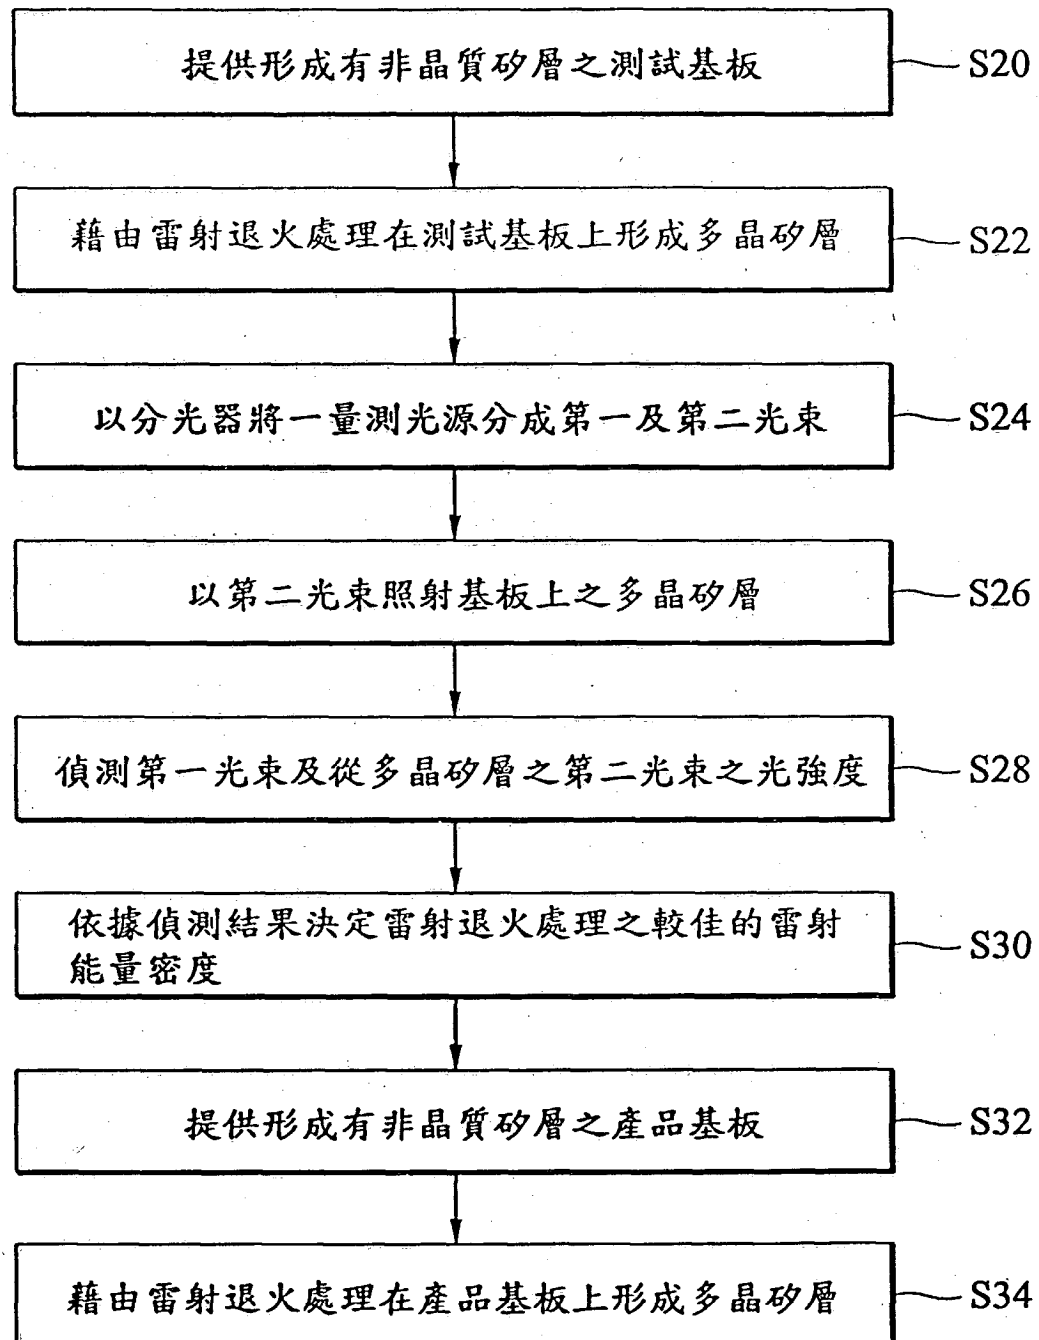 提供形成有非晶質矽層之測試基板
S20
藉由雷射退火處理在測試基板上形成多晶矽層
S22
以分光器將一量測光源分成第一及第二光束
S24
以第二光束照射基板上之多晶矽層
S26
偵測第一光束及從多晶矽層之第二光束之光強度
S28
依據偵測結果決定雷射退火處理之較佳的雷射
能量密度
S30
提供形成有非晶質矽層之產品基板
S32
藉由雷射退火處理在產品基板上形成多晶矽層
S34